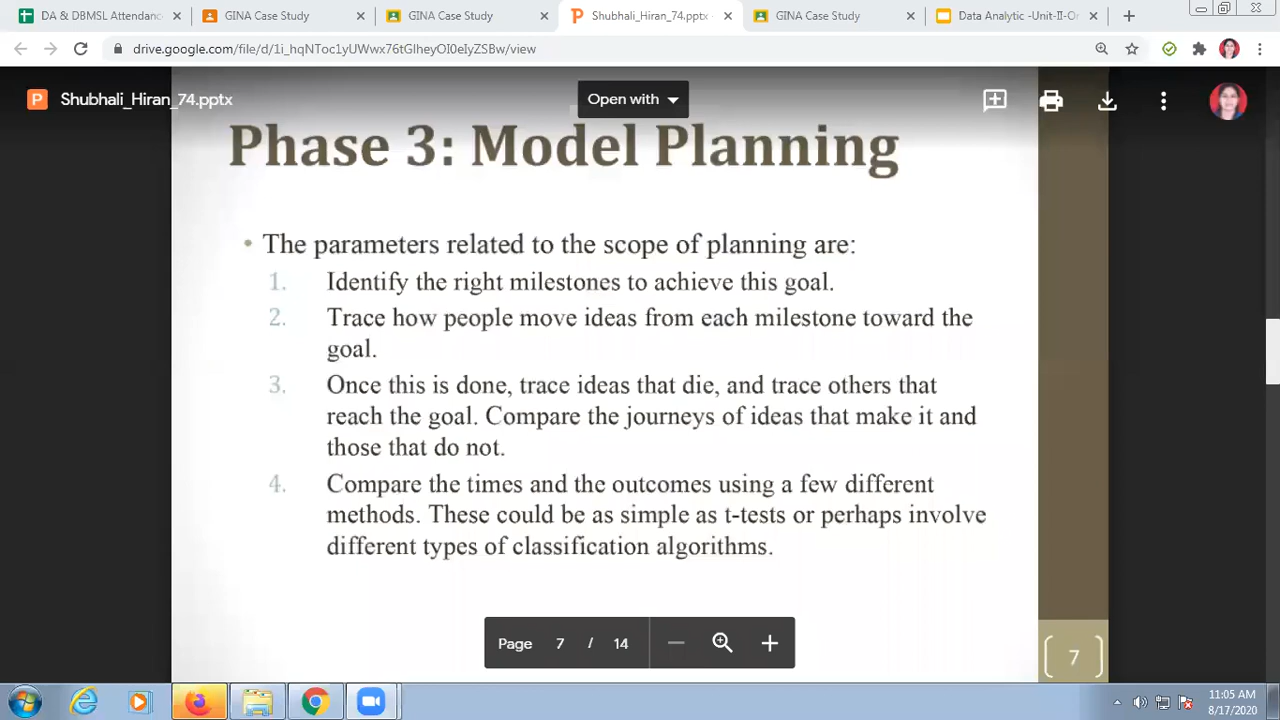 DA and DBMSL Attendanc
GINA Case Study
GINA Case Study
Shubhali_Hiran_74.pptx -
GINA Case Study
Data Analytic -Unit-II-On
drive.google.com/file/d/1i_hqNToc1yUWwx76tGlheyOI0eIyZSBw/view
Shubhali_Hiran_74.pptx
Open with
Phase 3: Model Planning
• The parameters related to the scope of planning are:
1. Identify the right milestones to achieve this goal.
2. Trace how people move ideas from each milestone toward the
goal.
3. Once this is done, trace ideas that die, and trace others that
reach the goal. Compare the journeys of ideas that make it and
those that do not.
4. Compare the times and the outcomes using a few different
methods. These could be as simple as t-tests or perhaps involve
different types of classification algorithms.
Page 7 / 14
7
11:05 AM
8/17/2020